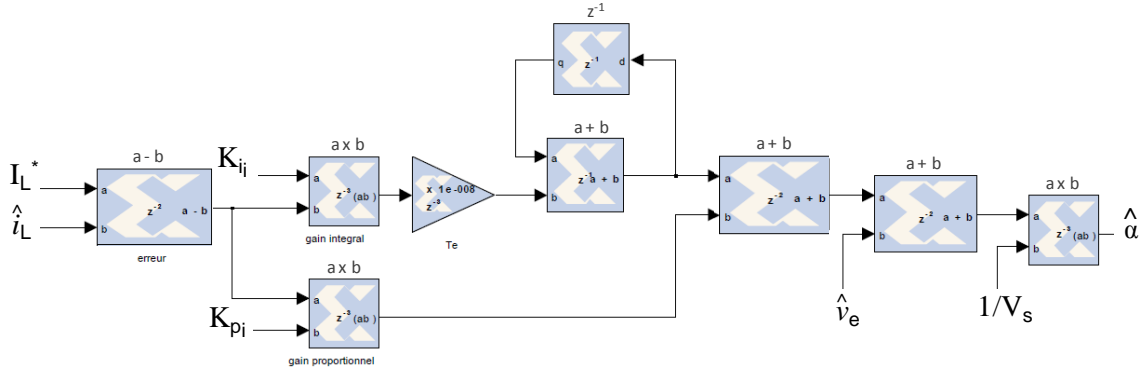 z-1
q z-1 d
a + b
a
z-1 a + b
b
a - b
I_L*
a
z-2 a - b
î_L
b
erreur
K_ii
a x b
a
z-3 (ab)
b
gain integral
x 1e-008
z-3
Te
a x b
a
z-3 (ab)
K_pi
b
gain proportionnel
a + b
a
z-2 a + b
b
a + b
a
z-2 a + b
b
v̂_e
a x b
a
z-3 (ab)
b
1/V_s
α̂